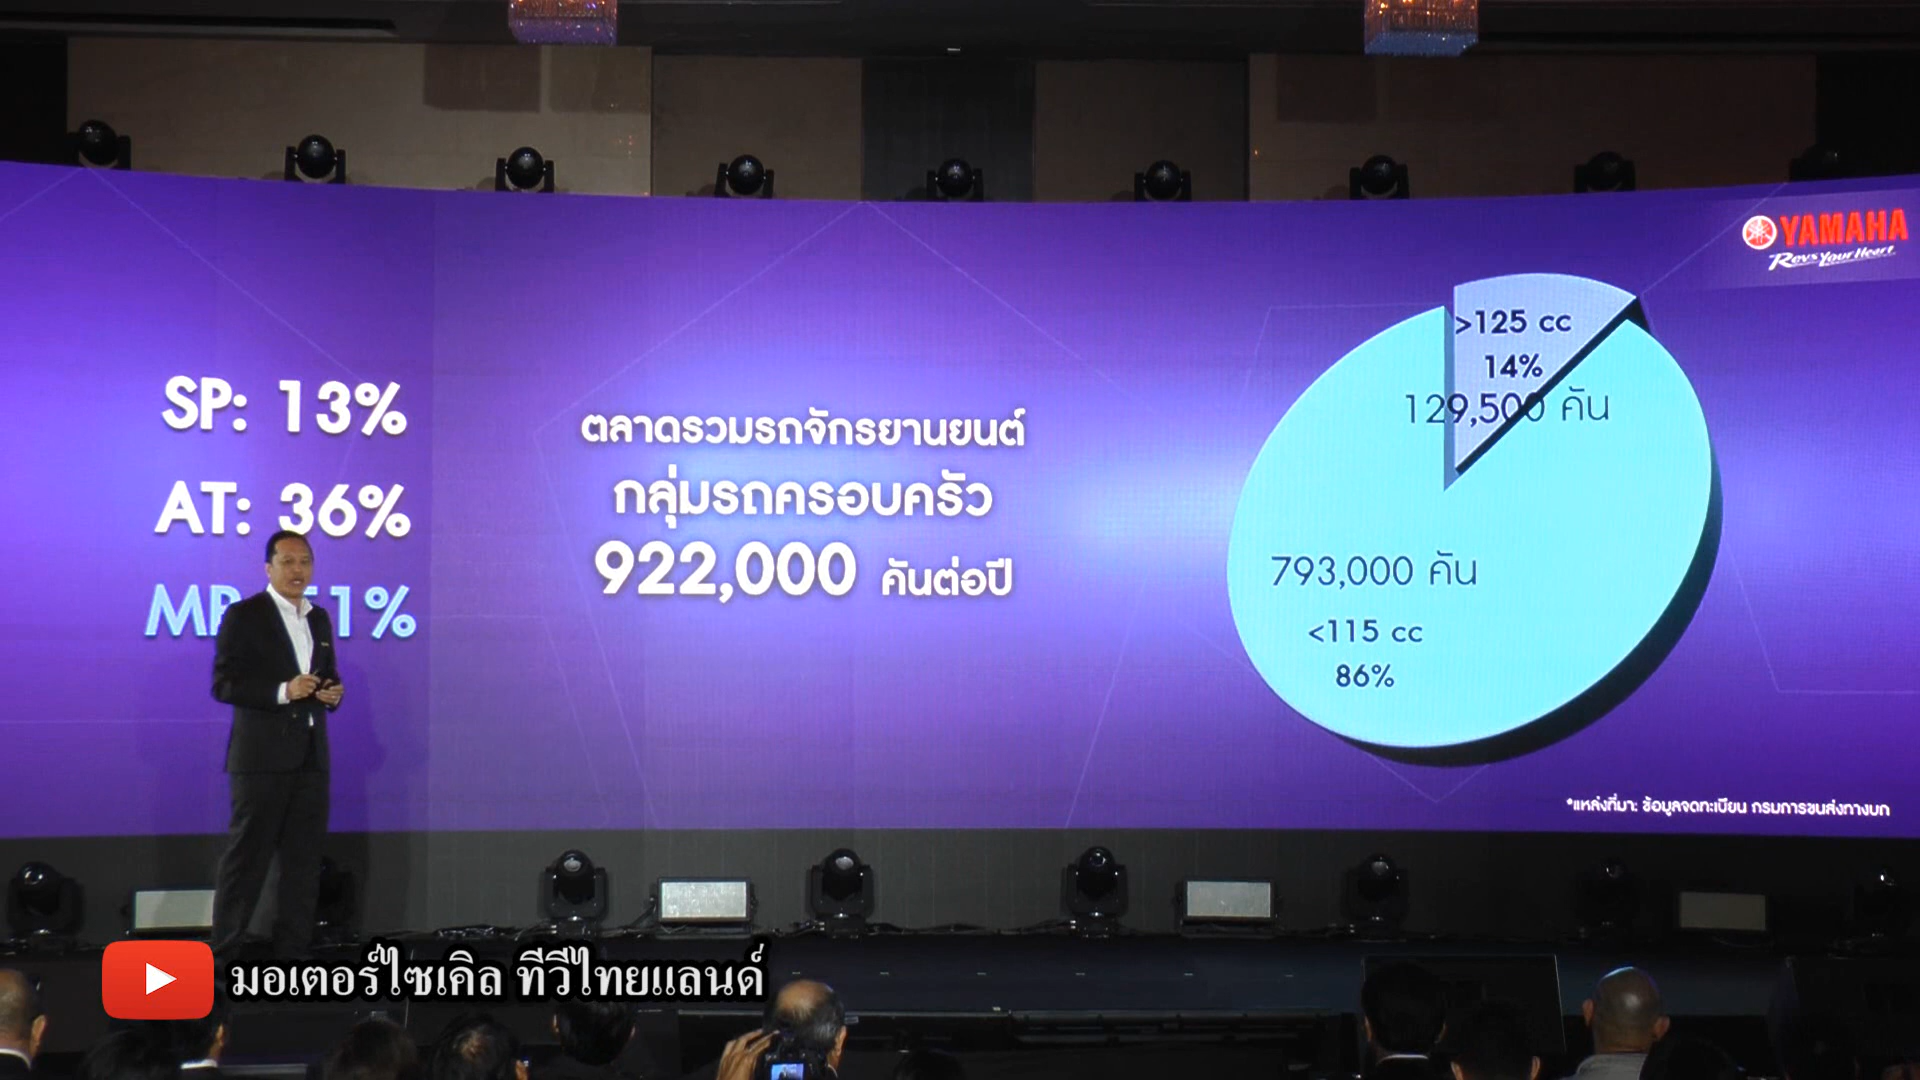 YAMAHA
Revs Your Heart
SP: 13%
AT: 36%
1%
ตลาดรวมรถจักรยานยนต์
กลุ่มรถครอบครัว
922,000 คันต่อปี
>125 cc
14%
129,500 คัน
793,000 คัน
<115 cc
86%
*แหล่งที่มา: ข้อมูลจดทะเบียน กรมการขนส่งทางบก
มอเตอร์ไซเคิล ทีวีไทยแลนด์